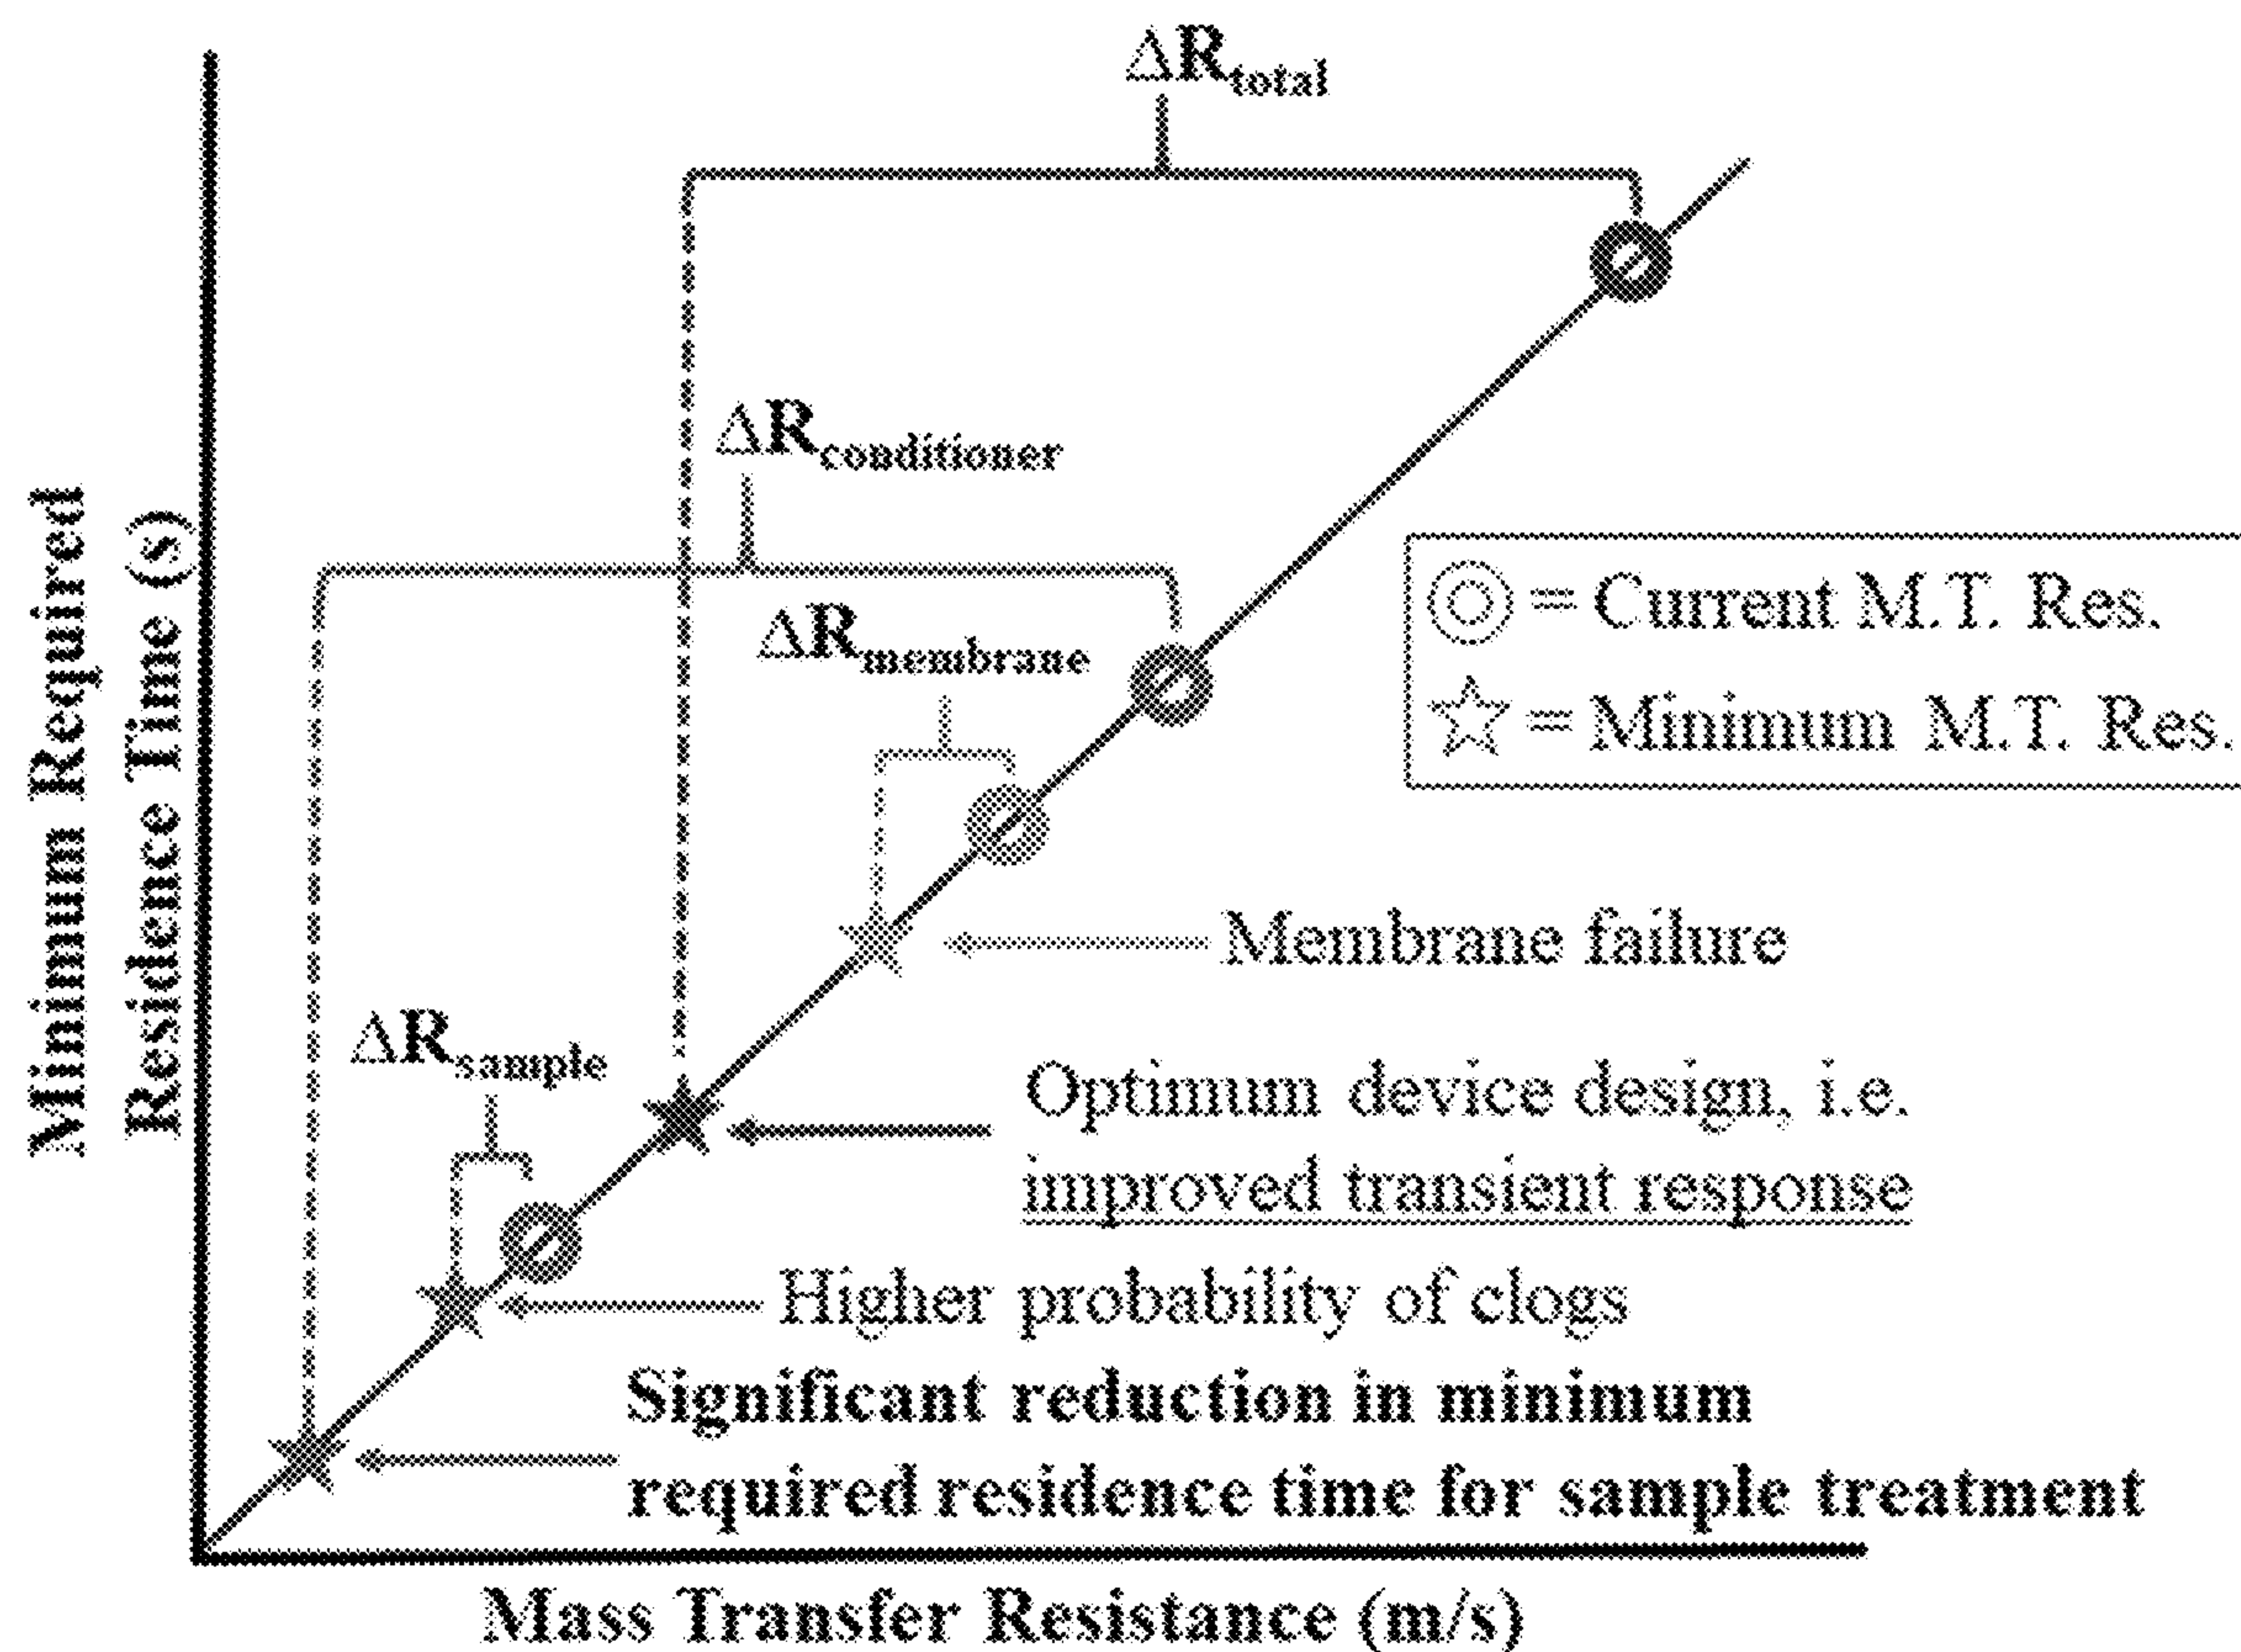 ΔRtotal
ΔRconditioner
ΔRmembrane
ΔRsample
= Current M.T. Res.
= Minimum M.T. Res.
Membrane failure
Optimum device design, i.e.
improved transient response
Higher probability of clogs
Significant reduction in minimum
required residence time for sample treatment
Minimum Required
Residence Time (s)
Mass Transfer Resistance (m/s)